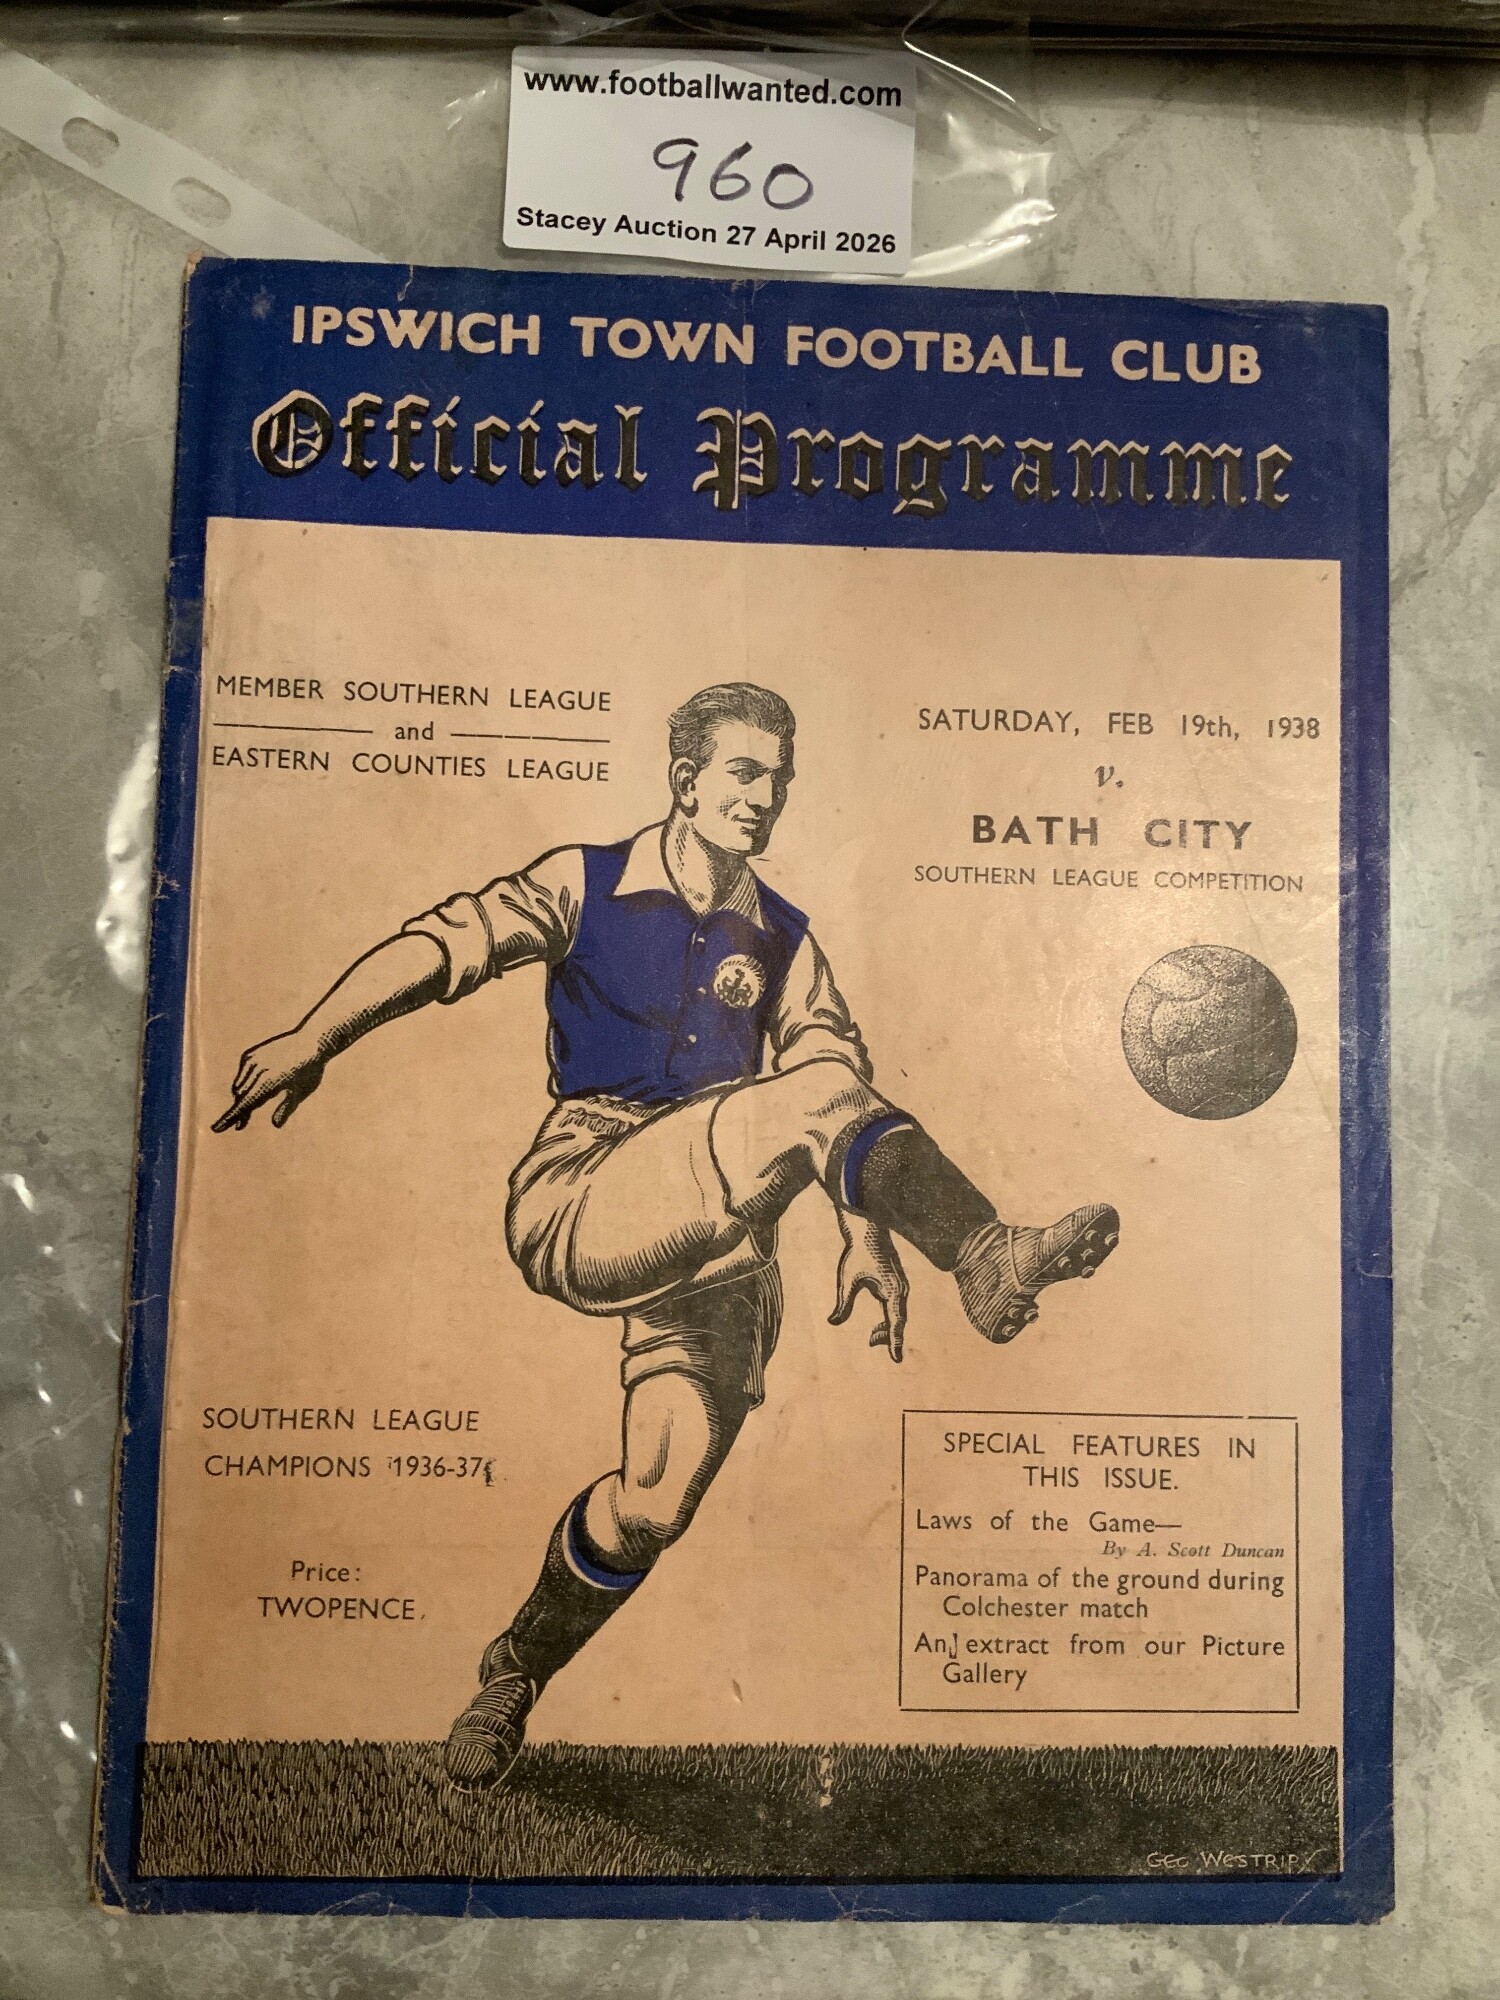 www.footballwanted.com
960
Stacey Auction 27 April 2026
IPSWICH TOWN FOOTBALL CLUB
Official Programme
MEMBER SOUTHERN LEAGUE
and
EASTERN COUNTIES LEAGUE
SATURDAY, FEB 19th, 1938
v.
BATH CITY
SOUTHERN LEAGUE COMPETITION
SOUTHERN LEAGUE
CHAMPIONS 1936-37
Price:
TWOPENCE.
SPECIAL FEATURES IN
THIS ISSUE.
Laws of the Game—
By A. Scott Duncan
Panorama of the ground during
Colchester match
An extract from our Picture
Gallery
GEO WESTRIP